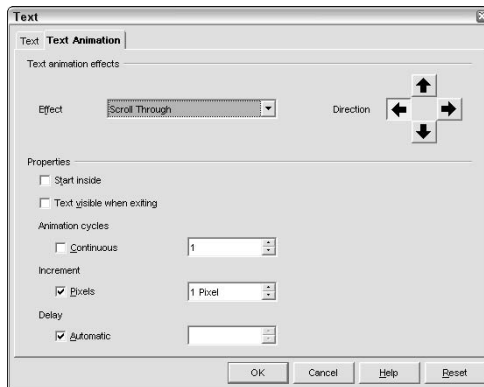 Text
Text Text Animation
Text animation effects
Effect Scroll Through Direction
Properties
Start inside
Text visible when exiting
Animation cycles
Continuous 1
Increment
Pixels 1 Pixel
Delay
Automatic
OK Cancel Help Reset